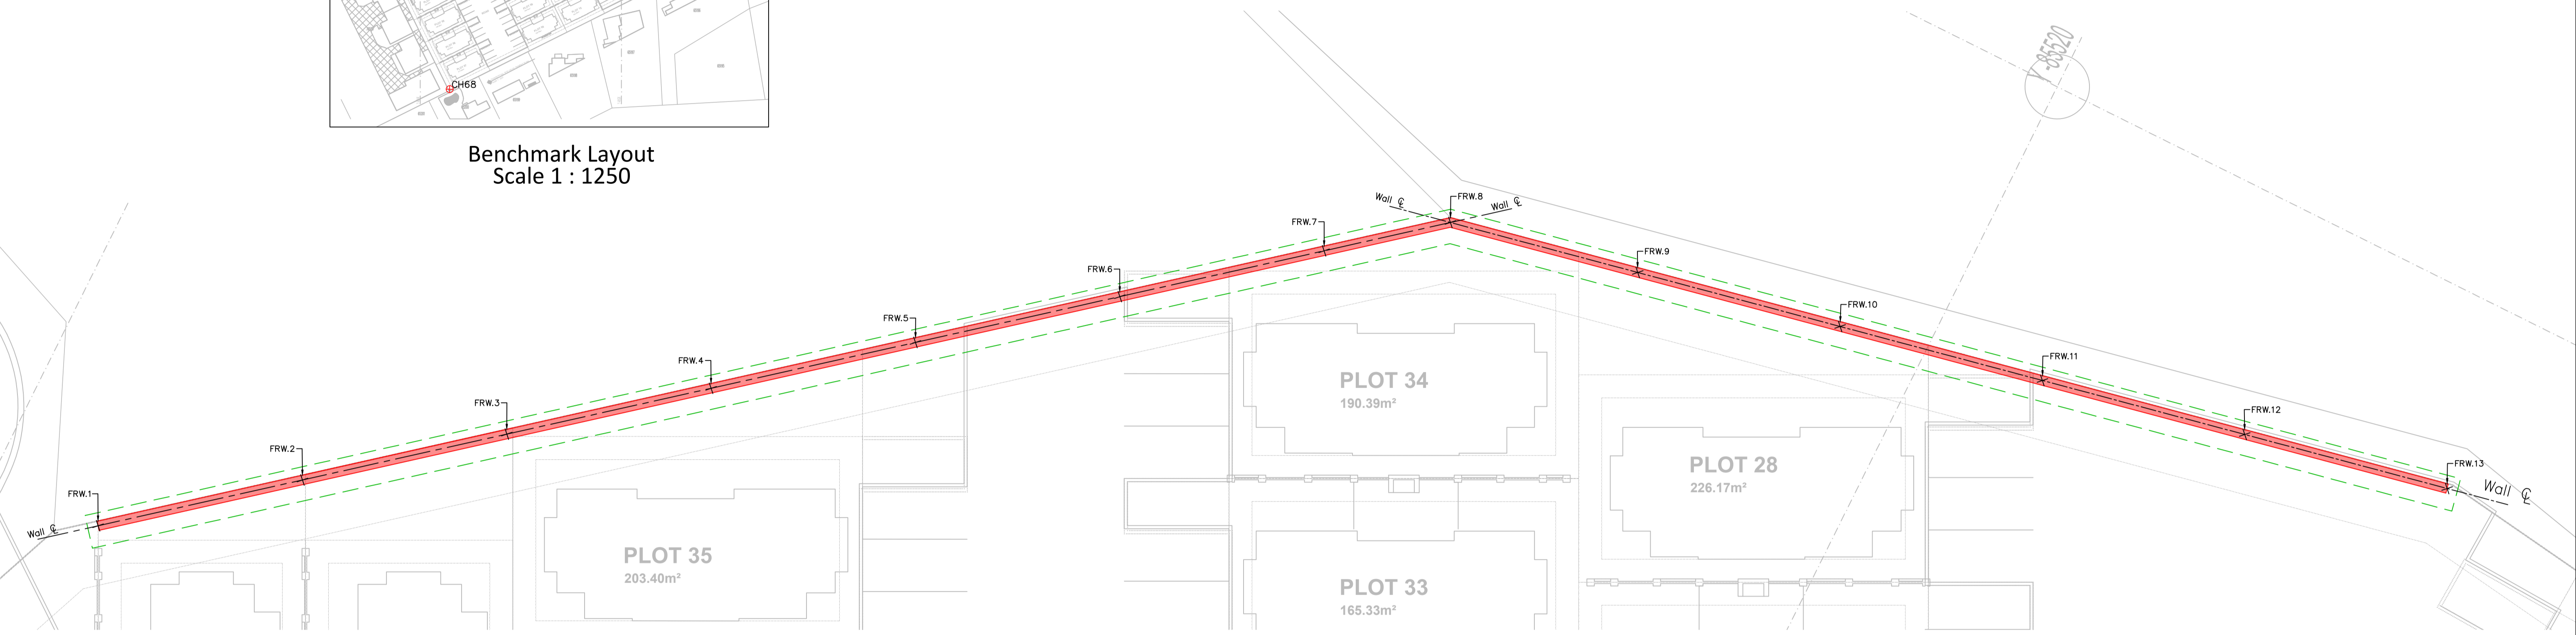 CH68
Benchmark Layout
Scale 1 : 1250
Y -85520
Wall ℄
FRW.8
Wall ℄
FRW.7
FRW.9
FRW.6
FRW.10
FRW.5
FRW.11
FRW.4
PLOT 34
190.39m²
FRW.3
FRW.12
FRW.2
PLOT 28
226.17m²
FRW.13
Wall ℄
FRW.1
Wall ℄
PLOT 35
203.40m²
PLOT 33
165.33m²